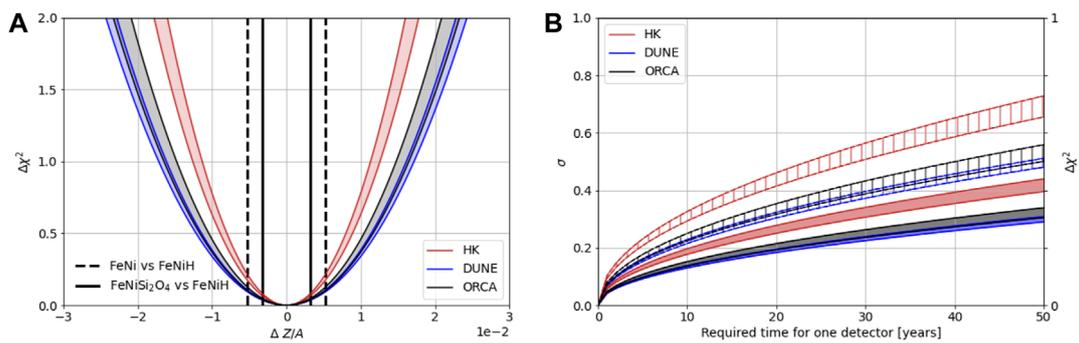 A
2.0
1.5
1.0
0.5
0.0
Δχ²
FeNi vs FeNiH
FeNiSi₂O₄ vs FeNiH
HK
DUNE
ORCA
−3
−2
−1
0
1
2
3
1e−2
Δ Z/A
B
1.0
0.8
0.6
0.4
0.2
0.0
σ
HK
DUNE
ORCA
1
0
Δχ²
0
10
20
30
40
50
Required time for one detector [years]